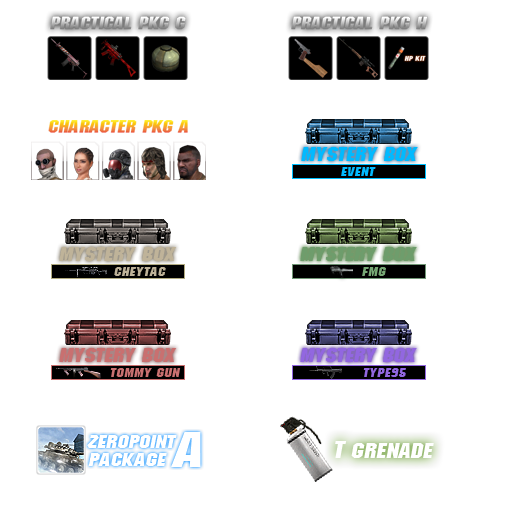 PRACTICAL PKG C
PRACTICAL PKG H
HP KIT
CHARACTER PKG A
MYSTERY BOX
EVENT
MYSTERY BOX
CHEYTAC
MYSTERY BOX
FMG
MYSTERY BOX
TOMMY GUN
MYSTERY BOX
TYPE95
ZEROPOINT
PACKAGE A
T GRENADE